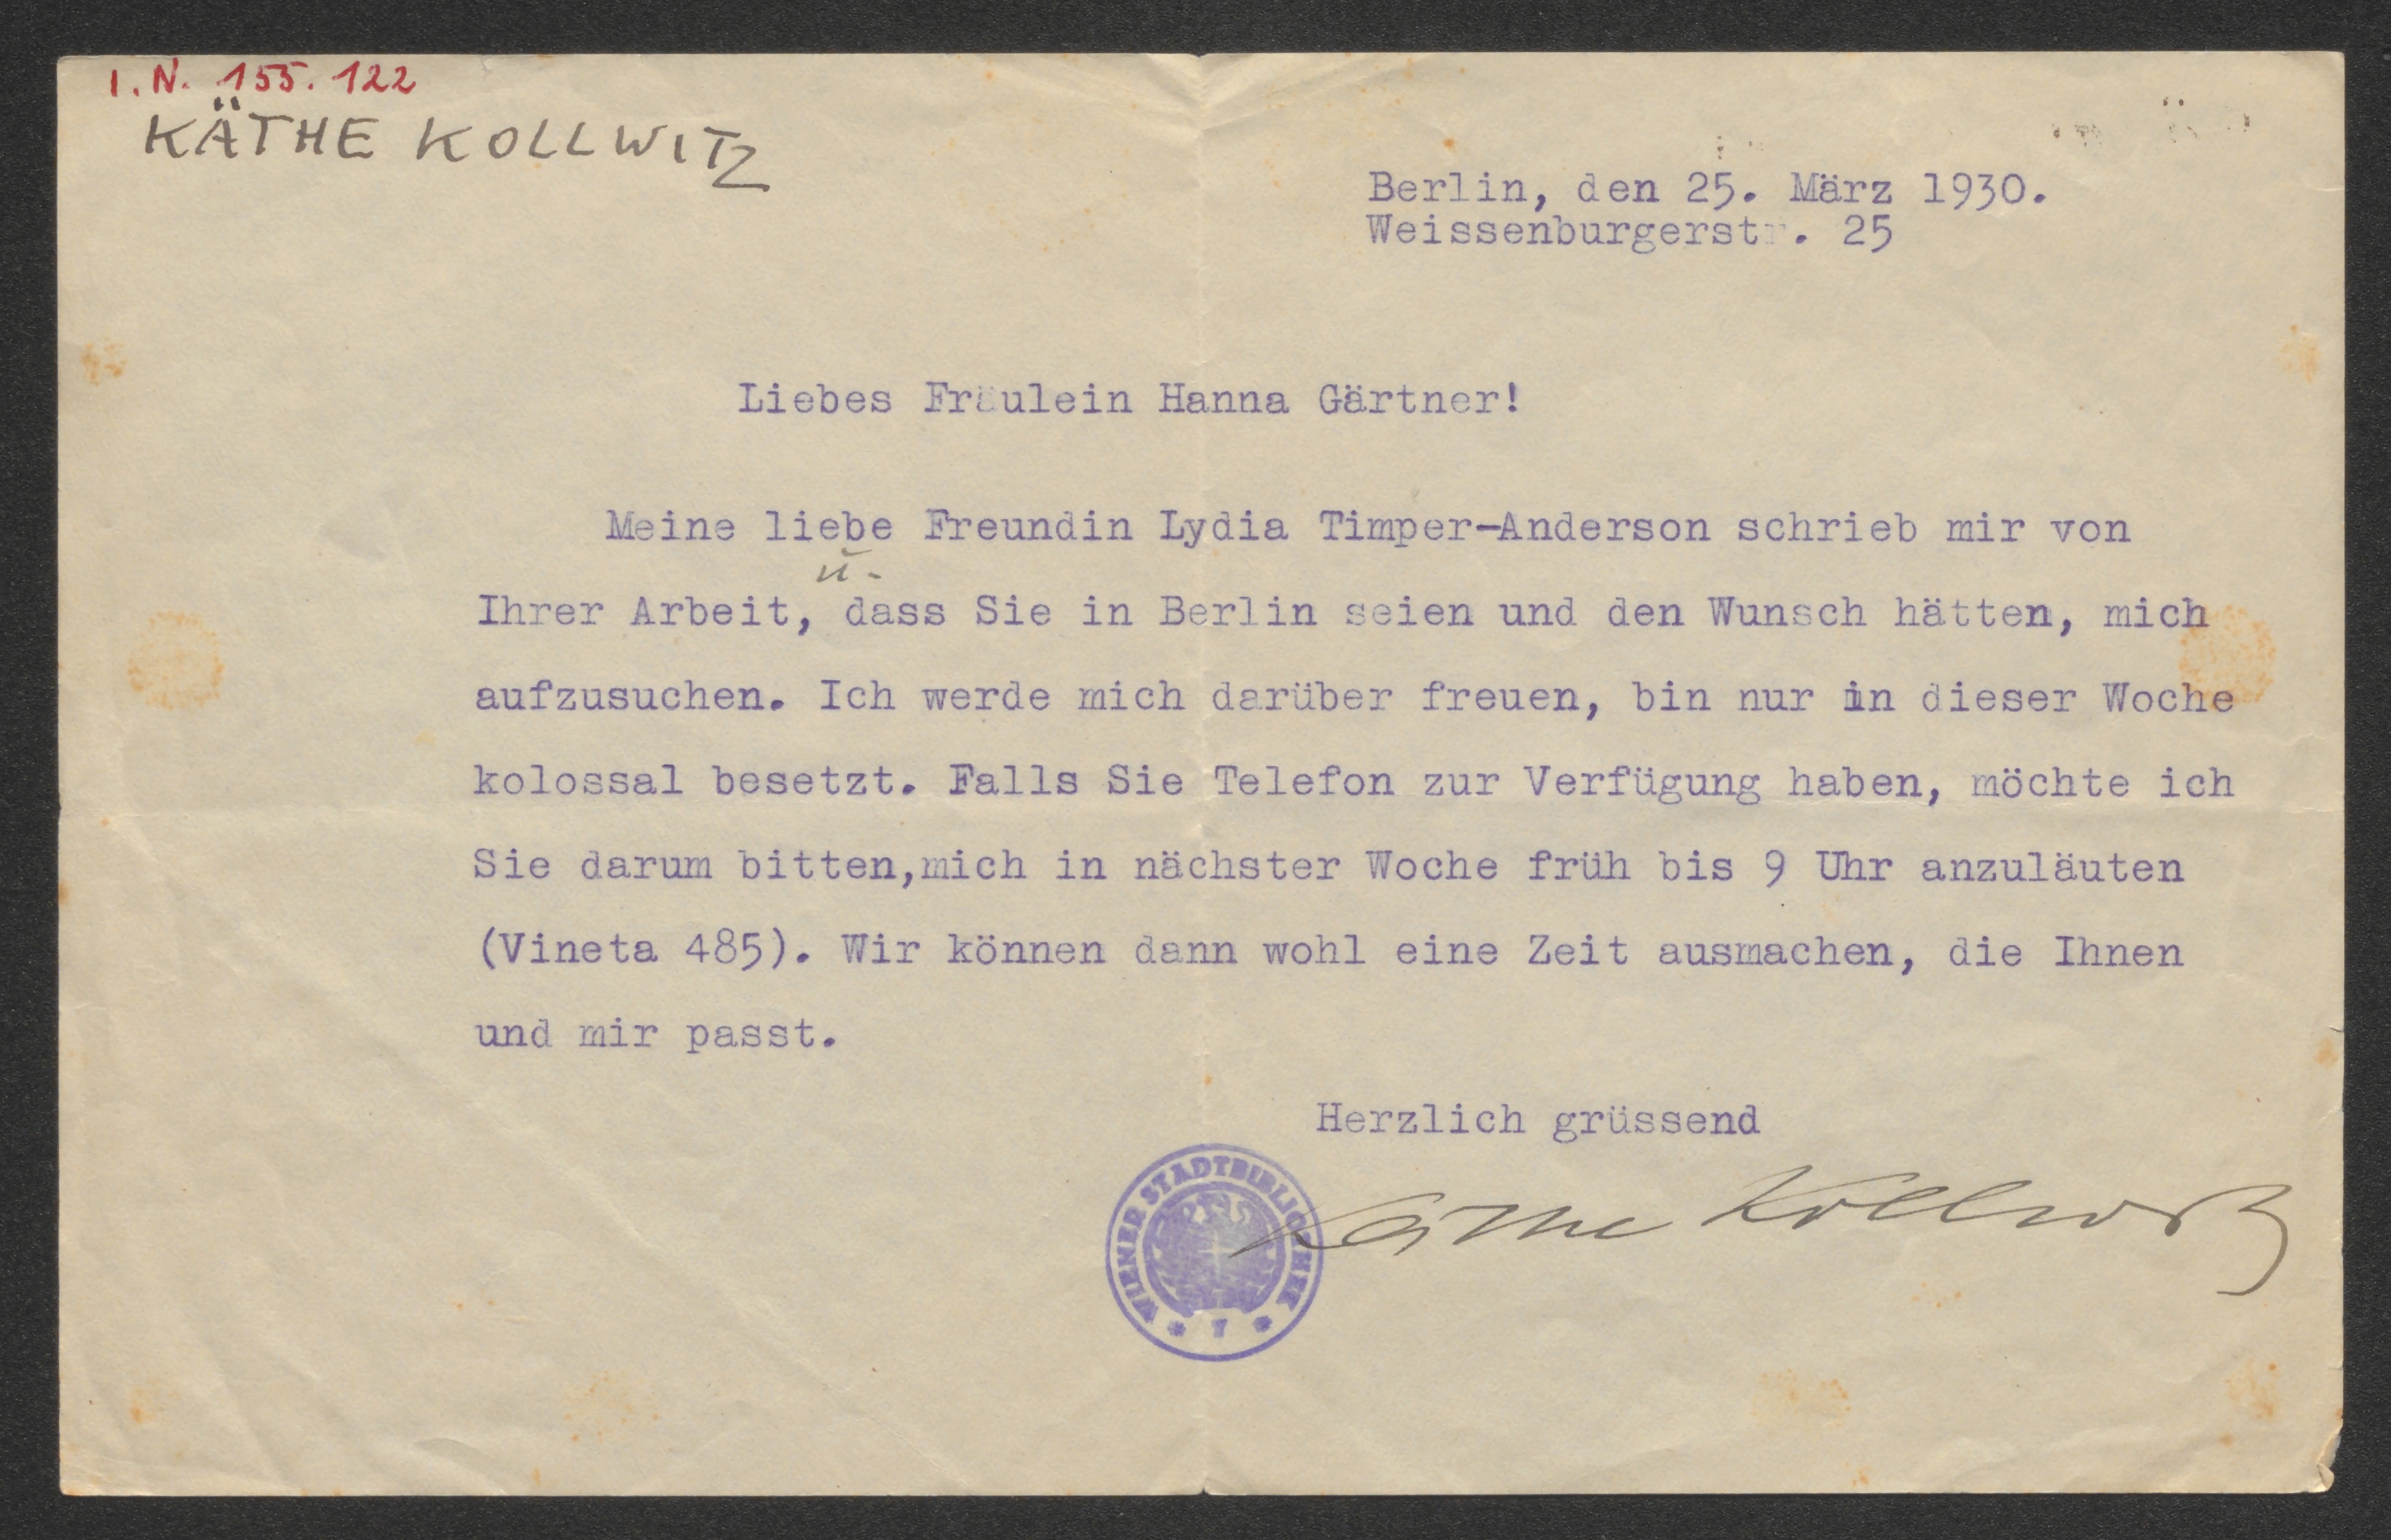 I. N. 155.122
KÄTHE KOLLWITZ
Berlin, den 25. März 1930.
Weissenburgerstr. 25
Liebes Fräulein Hanna Gärtner!
Meine liebe Freundin Lydia Timper-Anderson schrieb mir von
u.
Ihrer Arbeit, dass Sie in Berlin seien und den Wunsch hätten, mich
aufzusuchen. Ich werde mich darüber freuen, bin nur in dieser Woche
kolossal besetzt. Falls Sie Telefon zur Verfügung haben, möchte ich
Sie darum bitten,mich in nächster Woche früh bis 9 Uhr anzuläuten
(Vineta 485). Wir können dann wohl eine Zeit ausmachen, die Ihnen
und mir passt.
Herzlich grüssend
Käthe Kollwitz
WIENER STADTBIBLIOTHEK